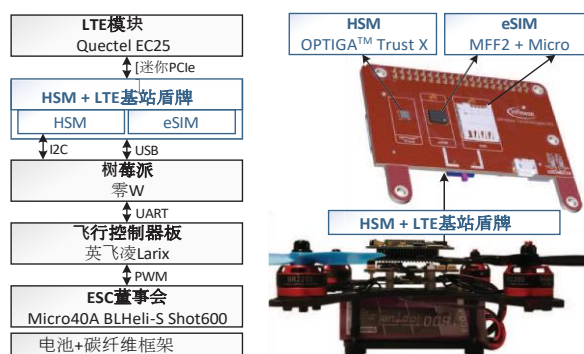 LTE模块
Quectel EC25
[迷你PCIe
HSM + LTE基站盾牌
HSM
eSIM
I2C
USB
树莓派
零W
UART
飞行控制器板
英飞凌Larix
PWM
ESC董事会
Micro40A BLHeli-S Shot600
电池+碳纤维框架
HSM
OPTIGA™ Trust X
eSIM
MFF2 + Micro
HSM + LTE基站盾牌